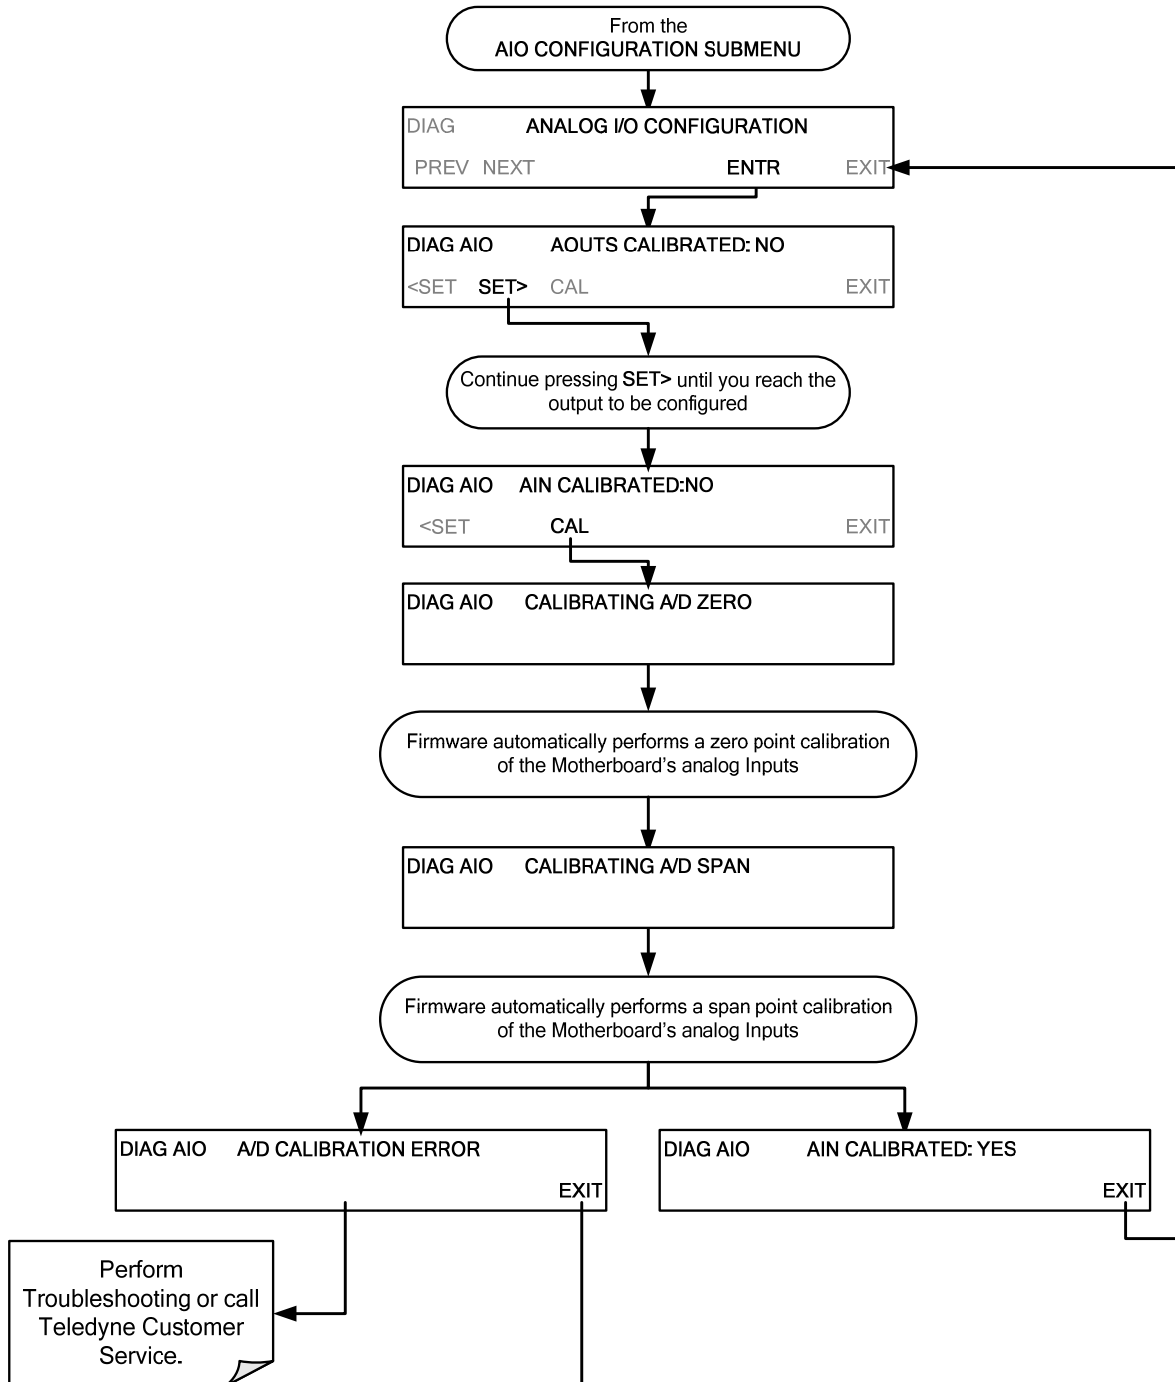 From the
AIO CONFIGURATION SUBMENU
DIAG ANALOG I/O CONFIGURATION
PREV NEXT ENTR EXIT
DIAG AIO AOUTS CALIBRATED: NO
<SET SET> CAL EXIT
Continue pressing SET> until you reach the
output to be configured
DIAG AIO AIN CALIBRATED:NO
<SET CAL EXIT
DIAG AIO CALIBRATING A/D ZERO
Firmware automatically performs a zero point calibration
of the Motherboard's analog Inputs
DIAG AIO CALIBRATING A/D SPAN
Firmware automatically performs a span point calibration
of the Motherboard's analog Inputs
DIAG AIO A/D CALIBRATION ERROR
EXIT
DIAG AIO AIN CALIBRATED: YES
EXIT
Perform
Troubleshooting or call
Teledyne Customer
Service.